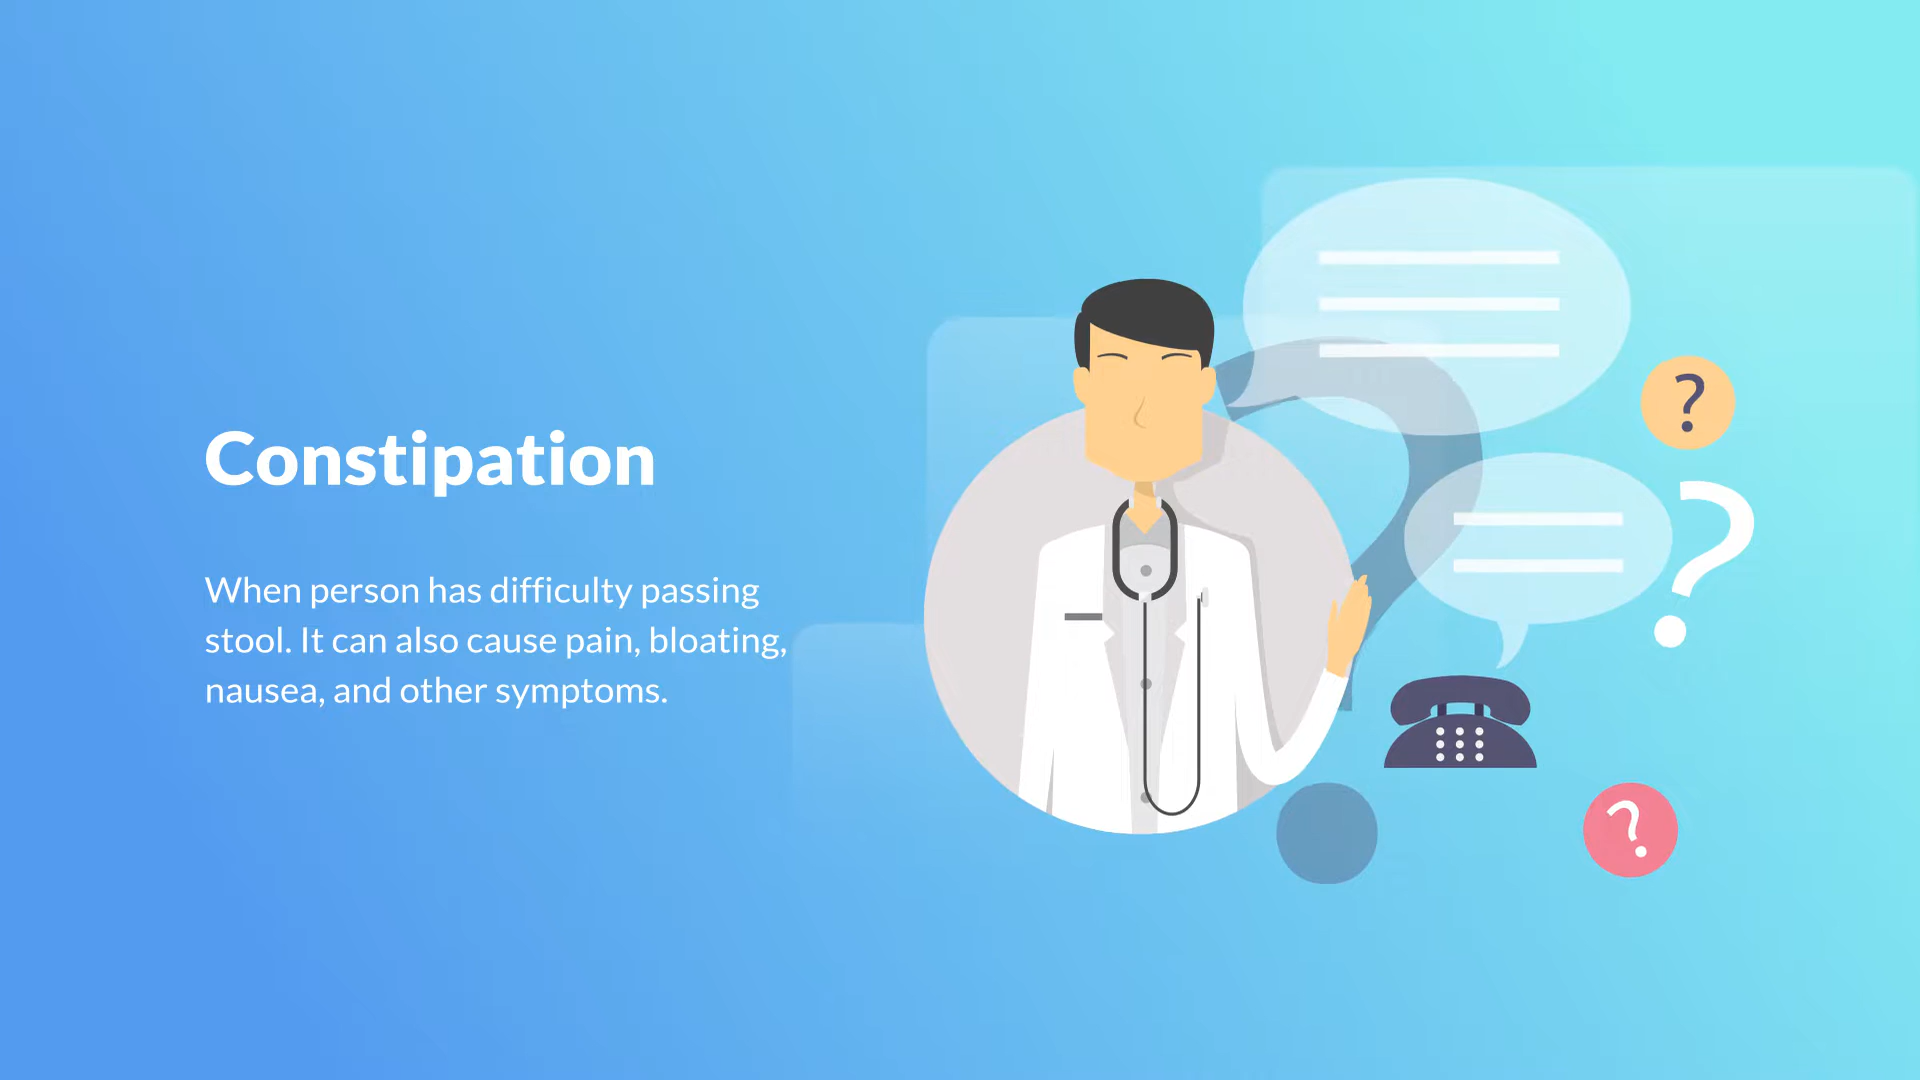 Constipation
When person has difficulty passing
stool. It can also cause pain, bloating,
nausea, and other symptoms.
?
?
?